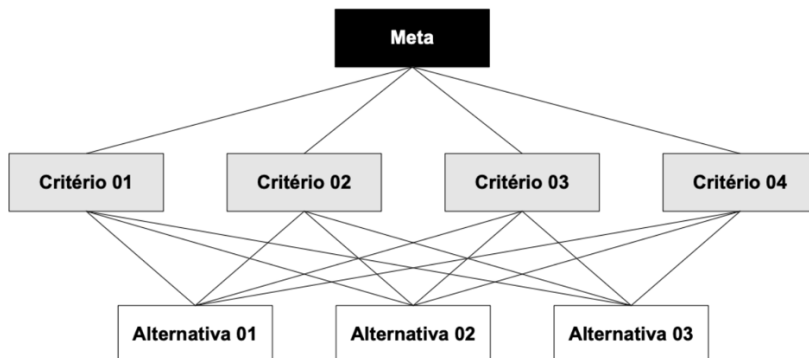 Meta
Critério 01
Critério 02
Critério 03
Critério 04
Alternativa 01
Alternativa 02
Alternativa 03